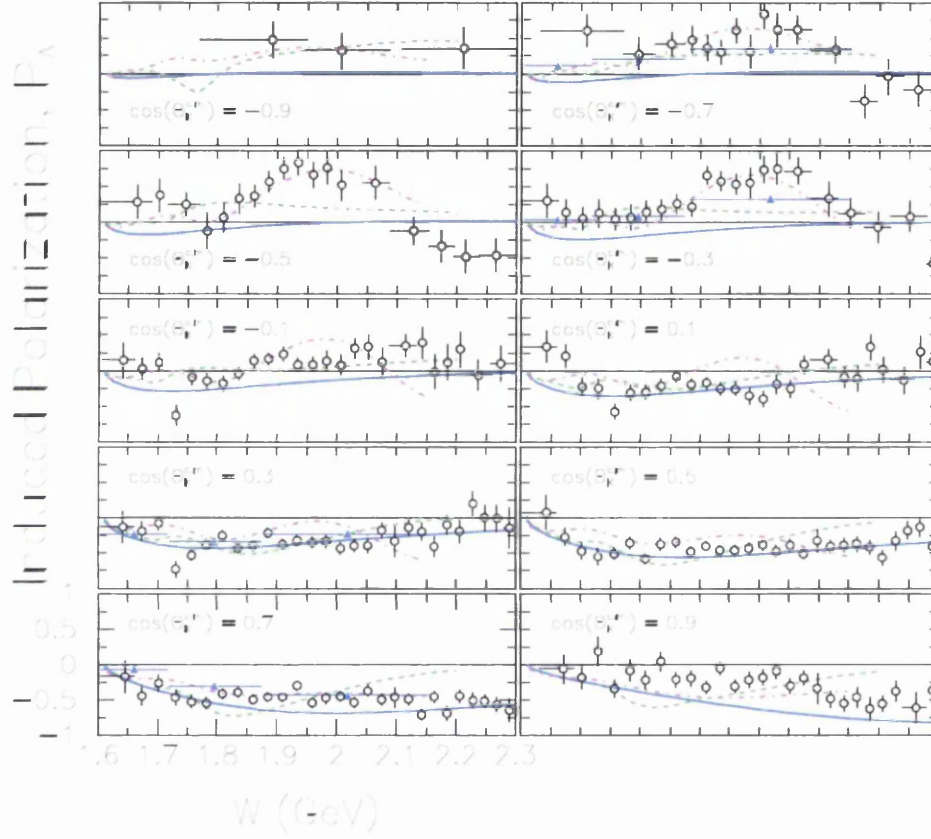 Induced Polarization, P_Λ
cos(θ) = −0.9
cos(θ) = −0.7
cos(θ) = −0.5
cos(θ) = −0.3
cos(θ) = −0.1
cos(θ) = 0.1
cos(θ) = 0.3
cos(θ) = 0.5
cos(θ) = 0.7
cos(θ) = 0.9
1
0.5
0
−0.5
−1
1.6 1.7 1.8 1.9 2 2.1 2.2 2.3
W (GeV)